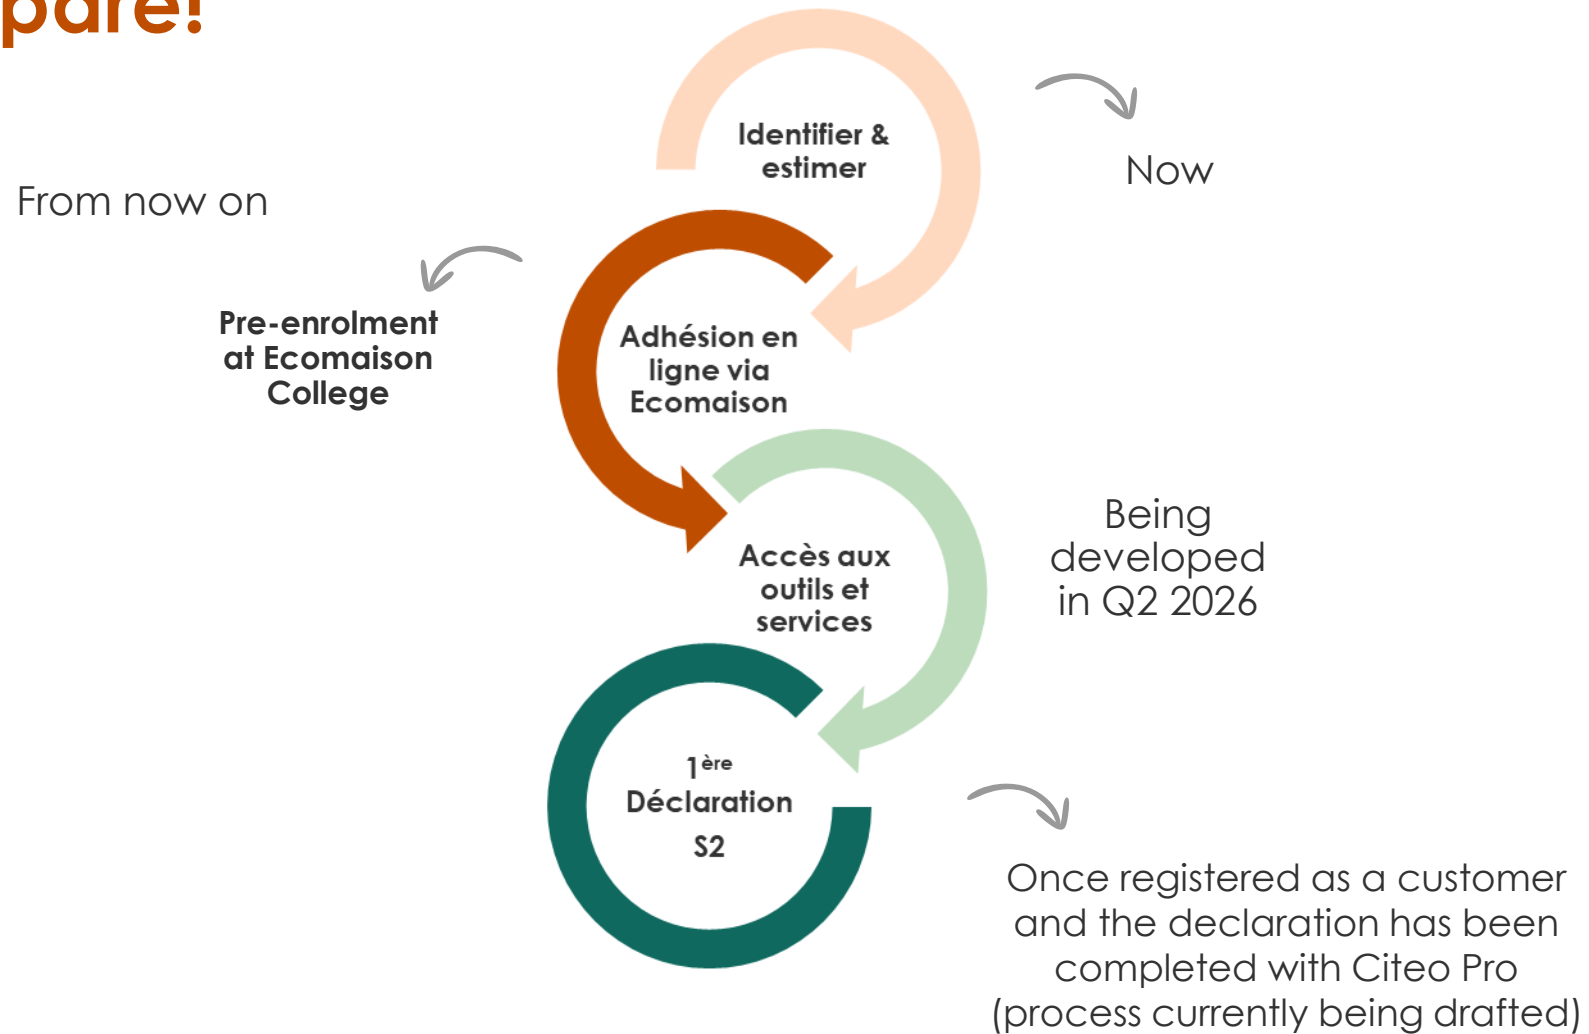 pare!
Identifier &
estimer
Now
From now on
Pre-enrolment
at Ecomaison
College
Adhésion en
ligne via
Ecomaison
Being
developed
in Q2 2026
Accès aux
outils et
services
1ère
Déclaration
S2
Once registered as a customer
and the declaration has been
completed with Citeo Pro
(process currently being drafted)